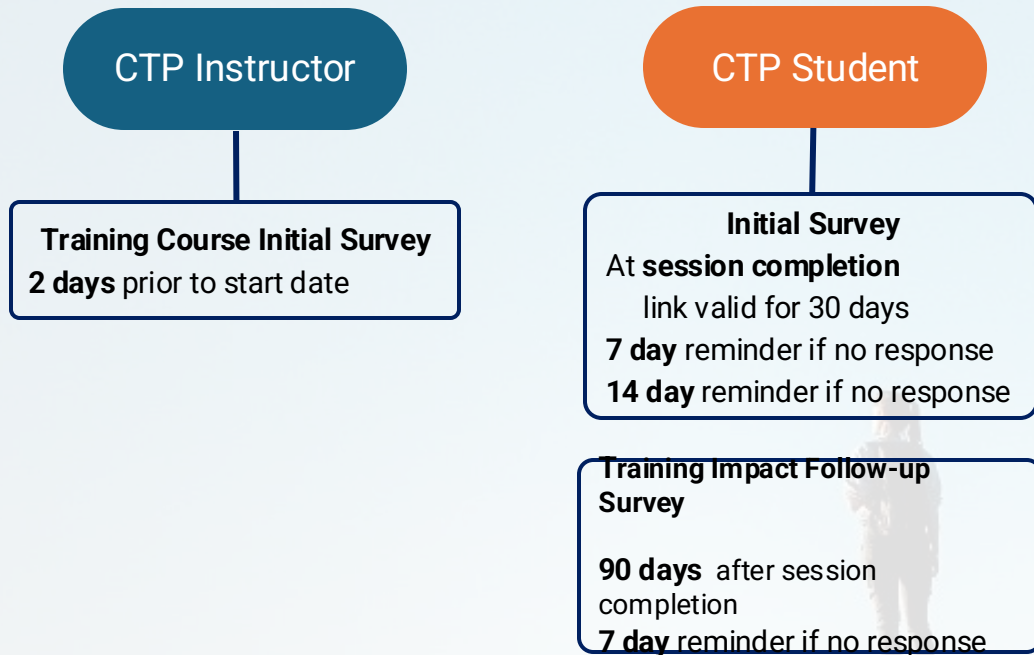 CTP Instructor
Training Course Initial Survey
2 days prior to start date
CTP Student
Initial Survey
At session completion
link valid for 30 days
7 day reminder if no response
14 day reminder if no response
Training Impact Follow-up
Survey
90 days after session
completion
7 day reminder if no response